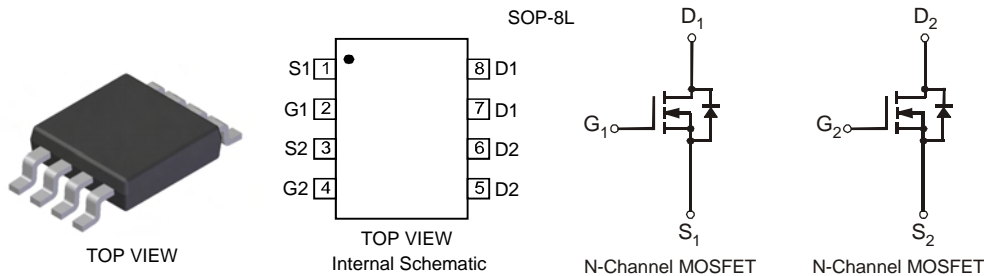 SOP-8L
S1 1 8 D1
G1 2 7 D1
S2 3 6 D2
G2 4 5 D2
TOP VIEW
TOP VIEW
Internal Schematic
D1
G1
S1
N-Channel MOSFET
D2
G2
S2
N-Channel MOSFET